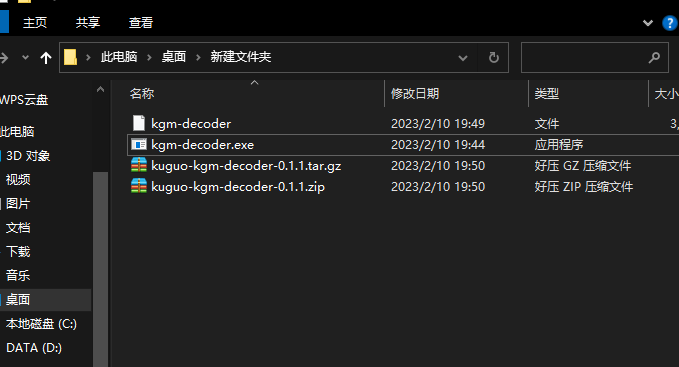 主页 共享 查看
此电脑 桌面 新建文件夹
名称 修改日期 类型 大小
kgm-decoder 2023/2/10 19:49 文件 3,
kgm-decoder.exe 2023/2/10 19:44 应用程序
kuguo-kgm-decoder-0.1.1.tar.gz 2023/2/10 19:50 好压 GZ 压缩文件
kuguo-kgm-decoder-0.1.1.zip 2023/2/10 19:50 好压 ZIP 压缩文件
WPS云盘
此电脑
3D 对象
视频
图片
文档
下载
音乐
桌面
本地磁盘 (C:)
DATA (D:)